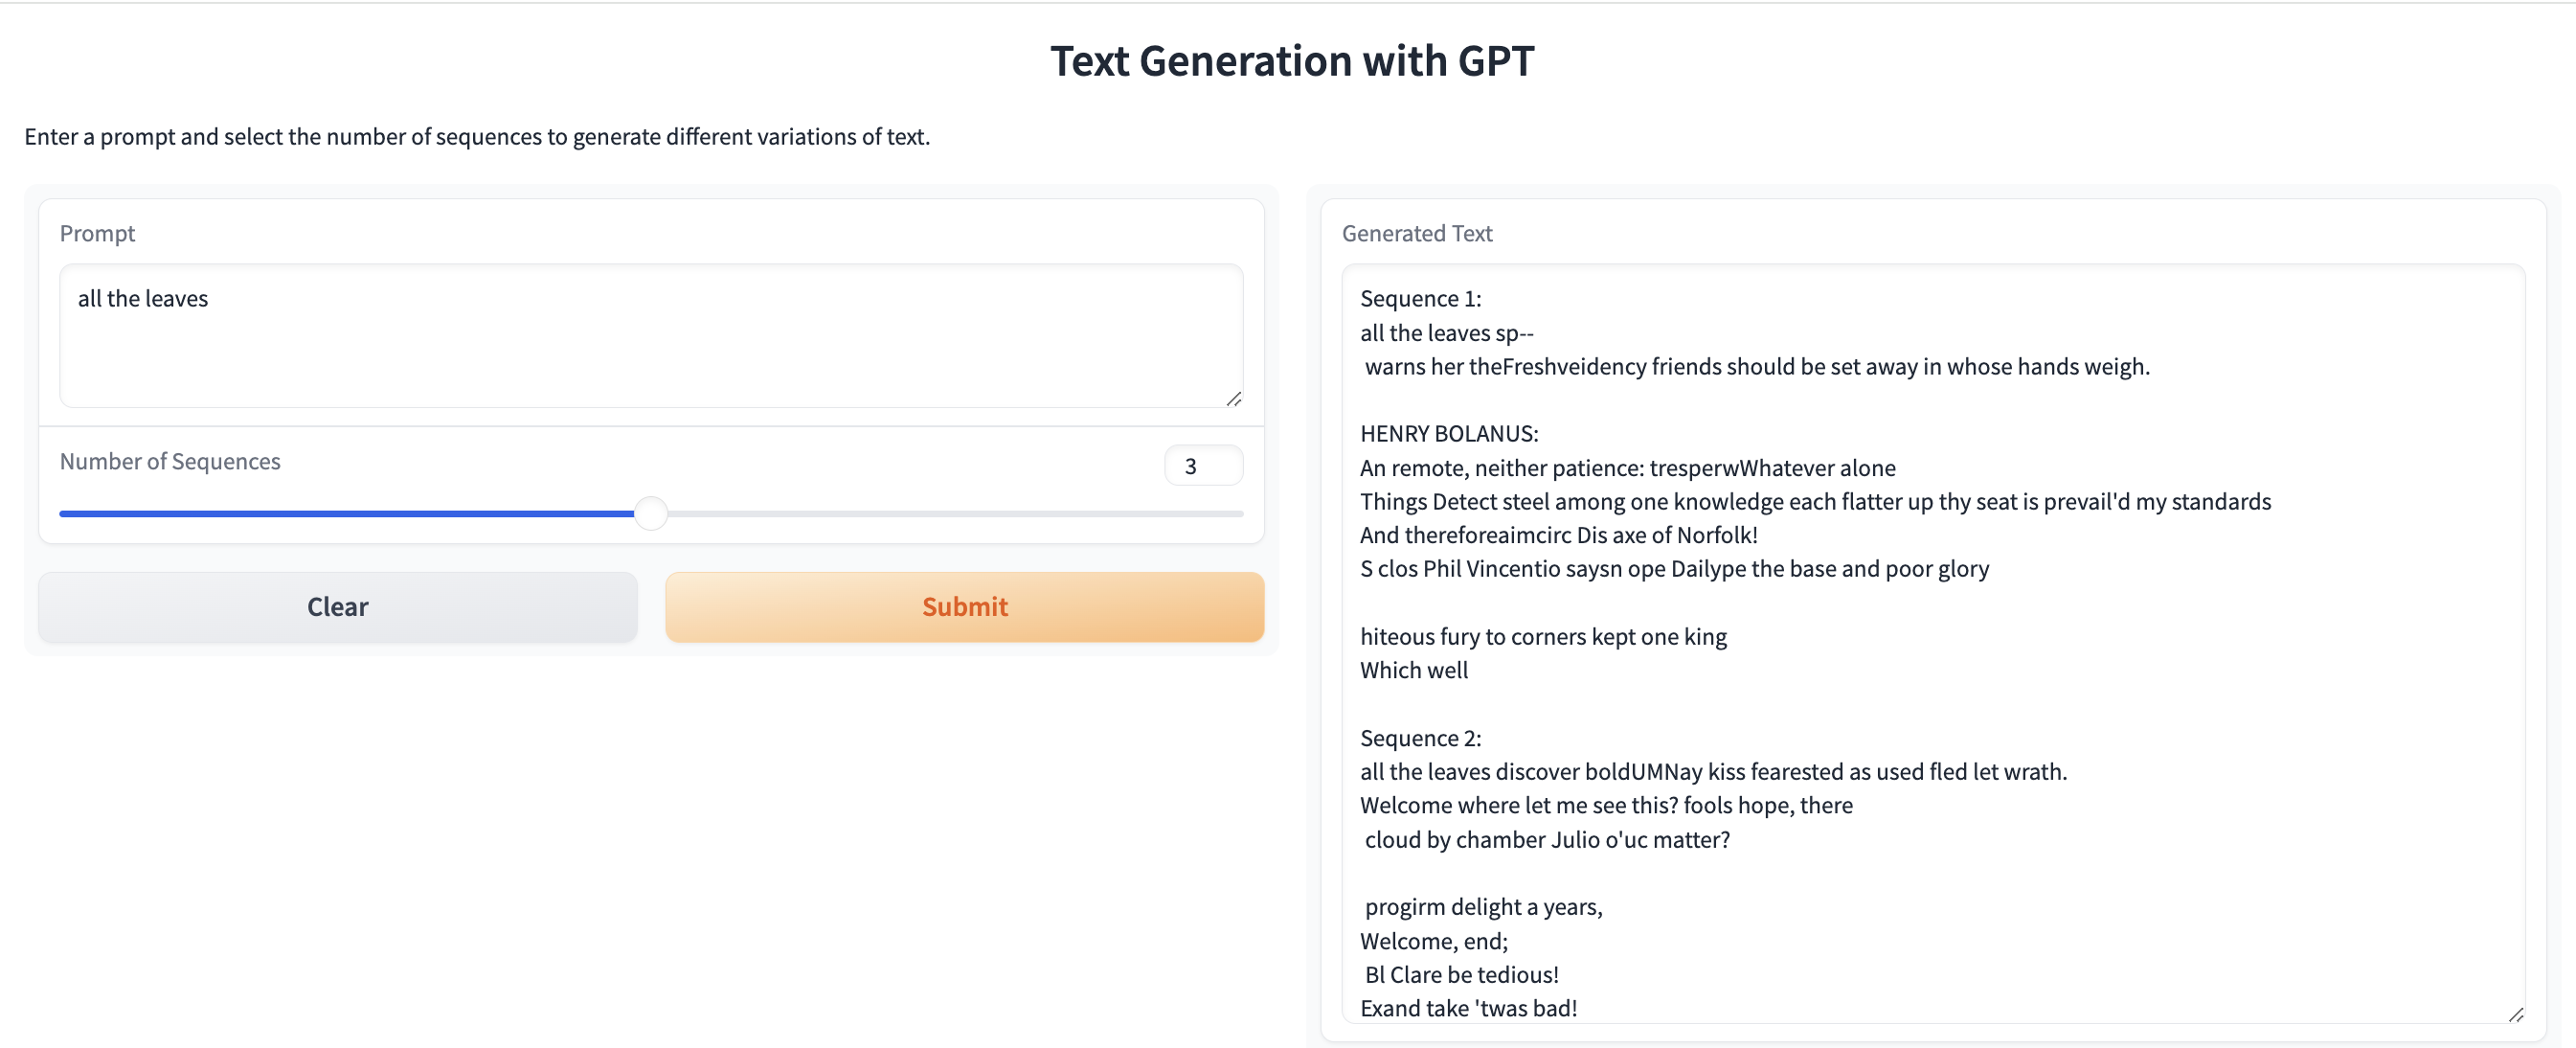 Text Generation with GPT
Enter a prompt and select the number of sequences to generate different variations of text.
Prompt
all the leaves
Number of Sequences
3
Clear
Submit
Generated Text
Sequence 1:
all the leaves sp--
warns her theFreshveidency friends should be set away in whose hands weigh.
HENRY BOLANUS:
An remote, neither patience: tresperwWhatever alone
Things Detect steel among one knowledge each flatter up thy seat is prevail'd my standards
And thereforeaimcirc Dis axe of Norfolk!
S clos Phil Vincentio saysn ope Dailype the base and poor glory
hiteous fury to corners kept one king
Which well
Sequence 2:
all the leaves discover boldUMNay kiss fearested as used fled let wrath.
Welcome where let me see this? fools hope, there
cloud by chamber Julio o'uc matter?
progirm delight a years,
Welcome, end;
Bl Clare be tedious!
Exand take 'twas bad!